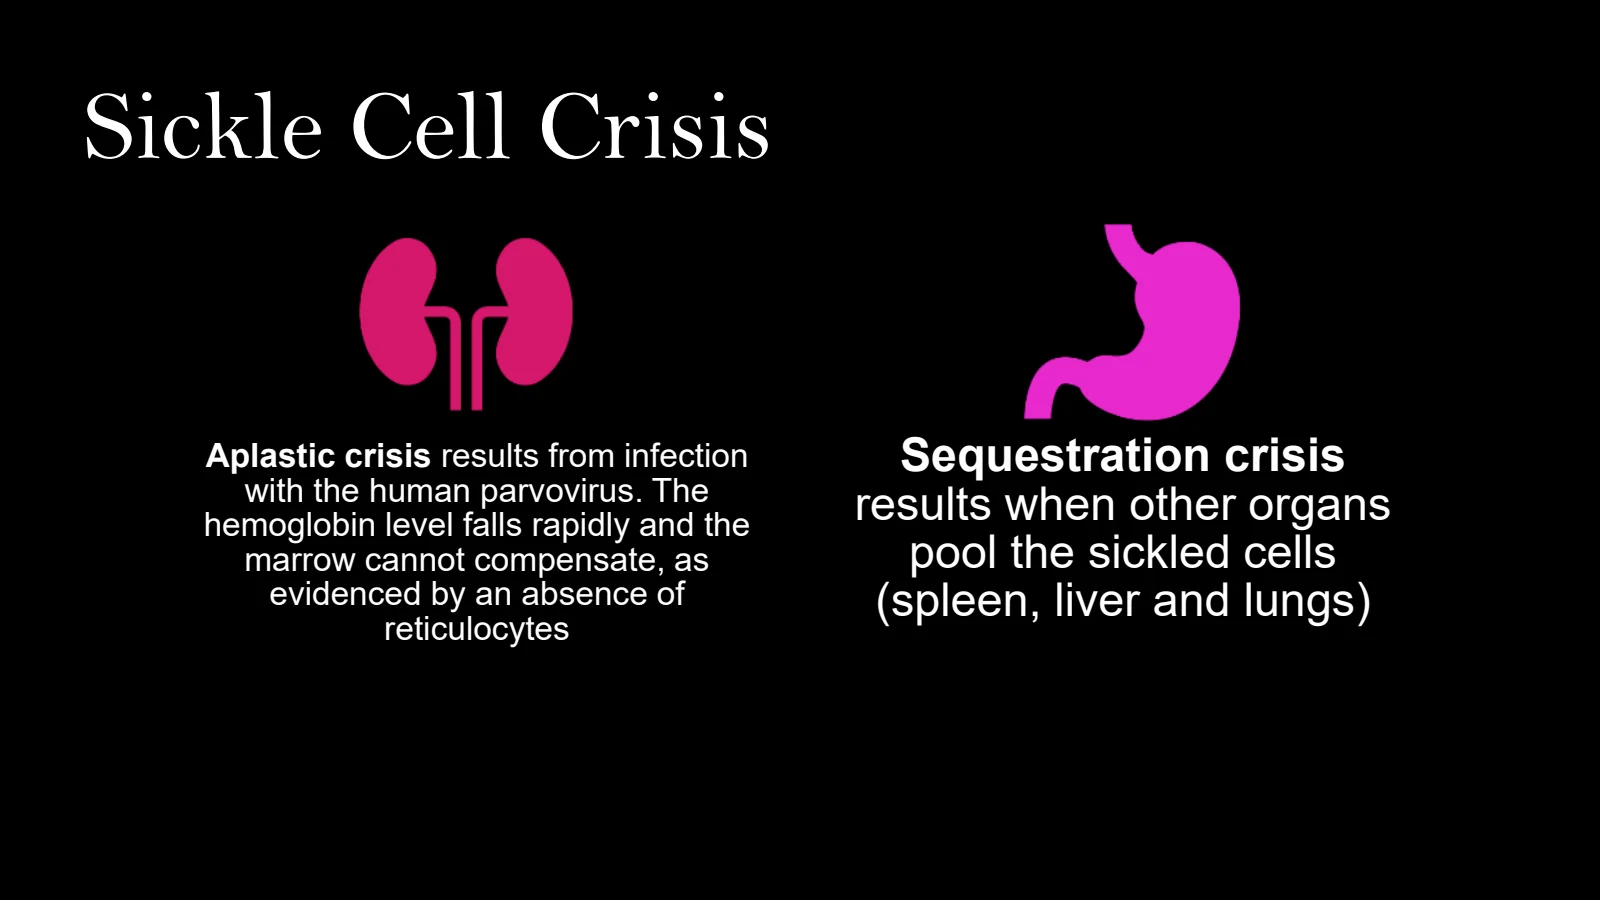 Sickle Cell Crisis
Aplastic crisis results from infection
with the human parvovirus. The
hemoglobin level falls rapidly and the
marrow cannot compensate, as
evidenced by an absence of
reticulocytes
Sequestration crisis
results when other organs
pool the sickled cells
(spleen, liver and lungs)